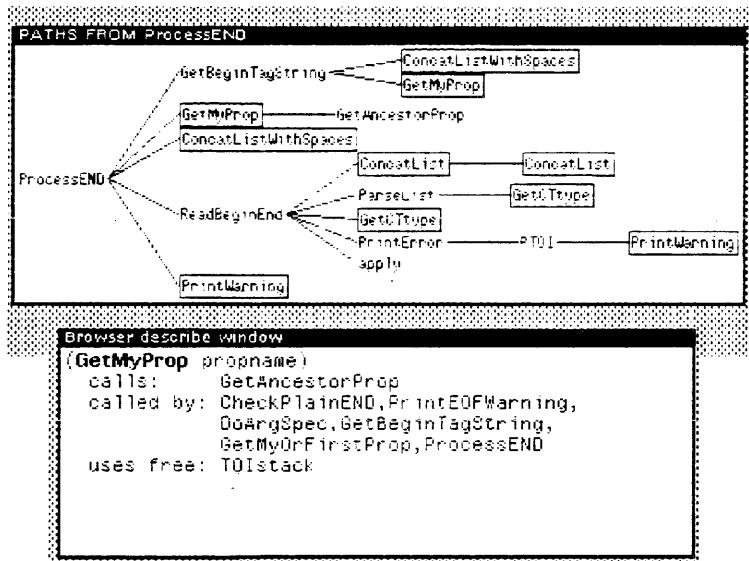 PATHS FROM ProcessEND
ConcatListWithSpaces
GetBeginTagString
GetMyProp
GetMyProp GetAncestorProp
ConcatListWithSpaces
ConcatList ConcatList
ProcessEND
ParseList GetCTtype
ReadBeginEnd
GetCTtype
PrintError PTOI PrintWarning
apply
PrintWarning
Browser describe window
(GetMyProp propname)
calls: GetAncestorProp
called by: CheckPlainEND,PrintEOFWarning,
DoArgSpec,GetBeginTagString,
GetMyOrFirstProp,ProcessEND
uses free: TOIstack